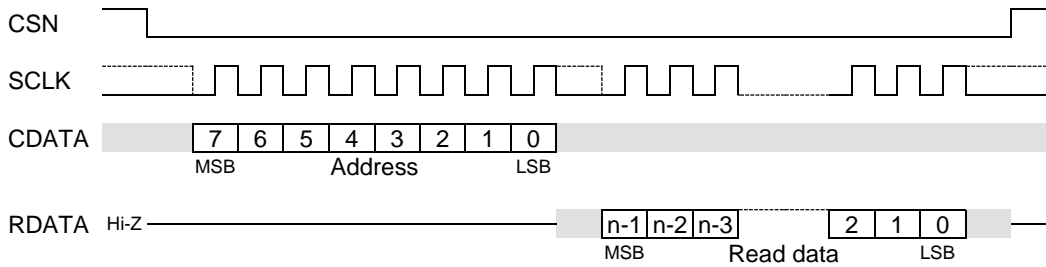 CSN
SCLK
CDATA 7 6 5 4 3 2 1 0
MSB Address LSB
RDATA Hi-Z n-1 n-2 n-3 2 1 0
MSB Read data LSB